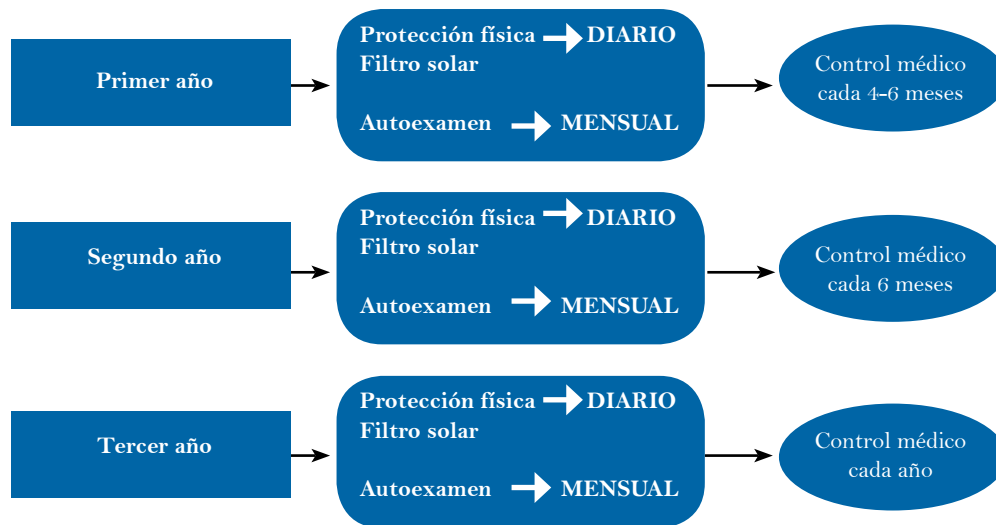 Primer año
Protección física DIARIO
Filtro solar
Autoexamen MENSUAL
Control médico
cada 4-6 meses
Segundo año
Protección física DIARIO
Filtro solar
Autoexamen MENSUAL
Control médico
cada 6 meses
Tercer año
Protección física DIARIO
Filtro solar
Autoexamen MENSUAL
Control médico
cada año